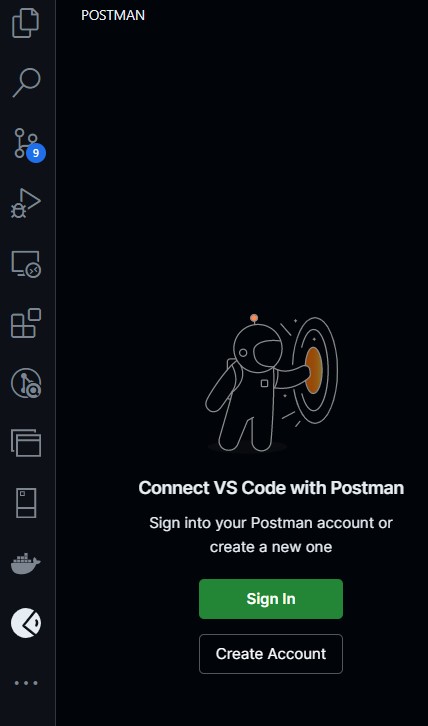 POSTMAN
9
Connect VS Code with Postman
Sign into your Postman account or
create a new one
Sign In
Create Account